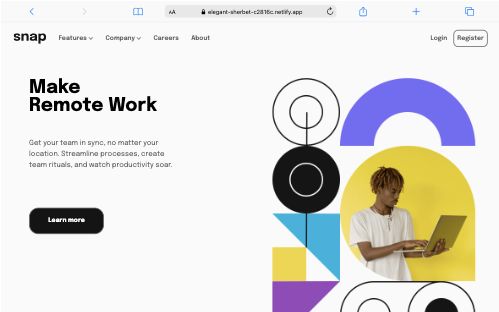 AA elegant-sherbet-c2816c.netlify.app
snap Features Company Careers About Login Register
Make
Remote Work
Get your team in sync, no matter your
location. Streamline processes, create
team rituals, and watch productivity soar.
Learn more